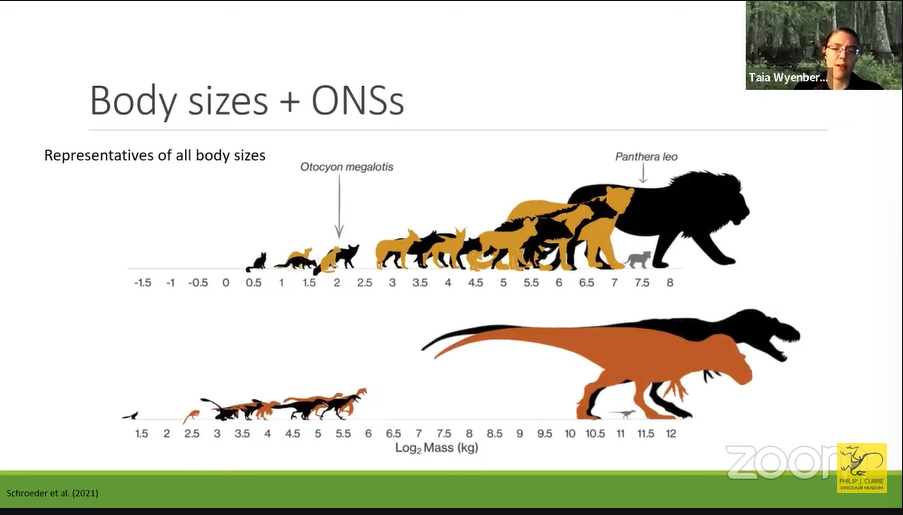 Taia Wyenber...
Body sizes + ONSs
Representatives of all body sizes
Otocyon megalotis
Panthera leo
-1.5 -1 -0.5 0 0.5 1 1.5 2 2.5 3 3.5 4 4.5 5 5.5 6 6.5 7 7.5 8
1.5 2 2.5 3 3.5 4 4.5 5 5.5 6 6.5 7 7.5 8 8.5 9 9.5 10 10.5 11 11.5 12
Log₂ Mass (kg)
zoom
PHILIP J. CURRIE
DINOSAUR MUSEUM
Schroeder et al. (2021)